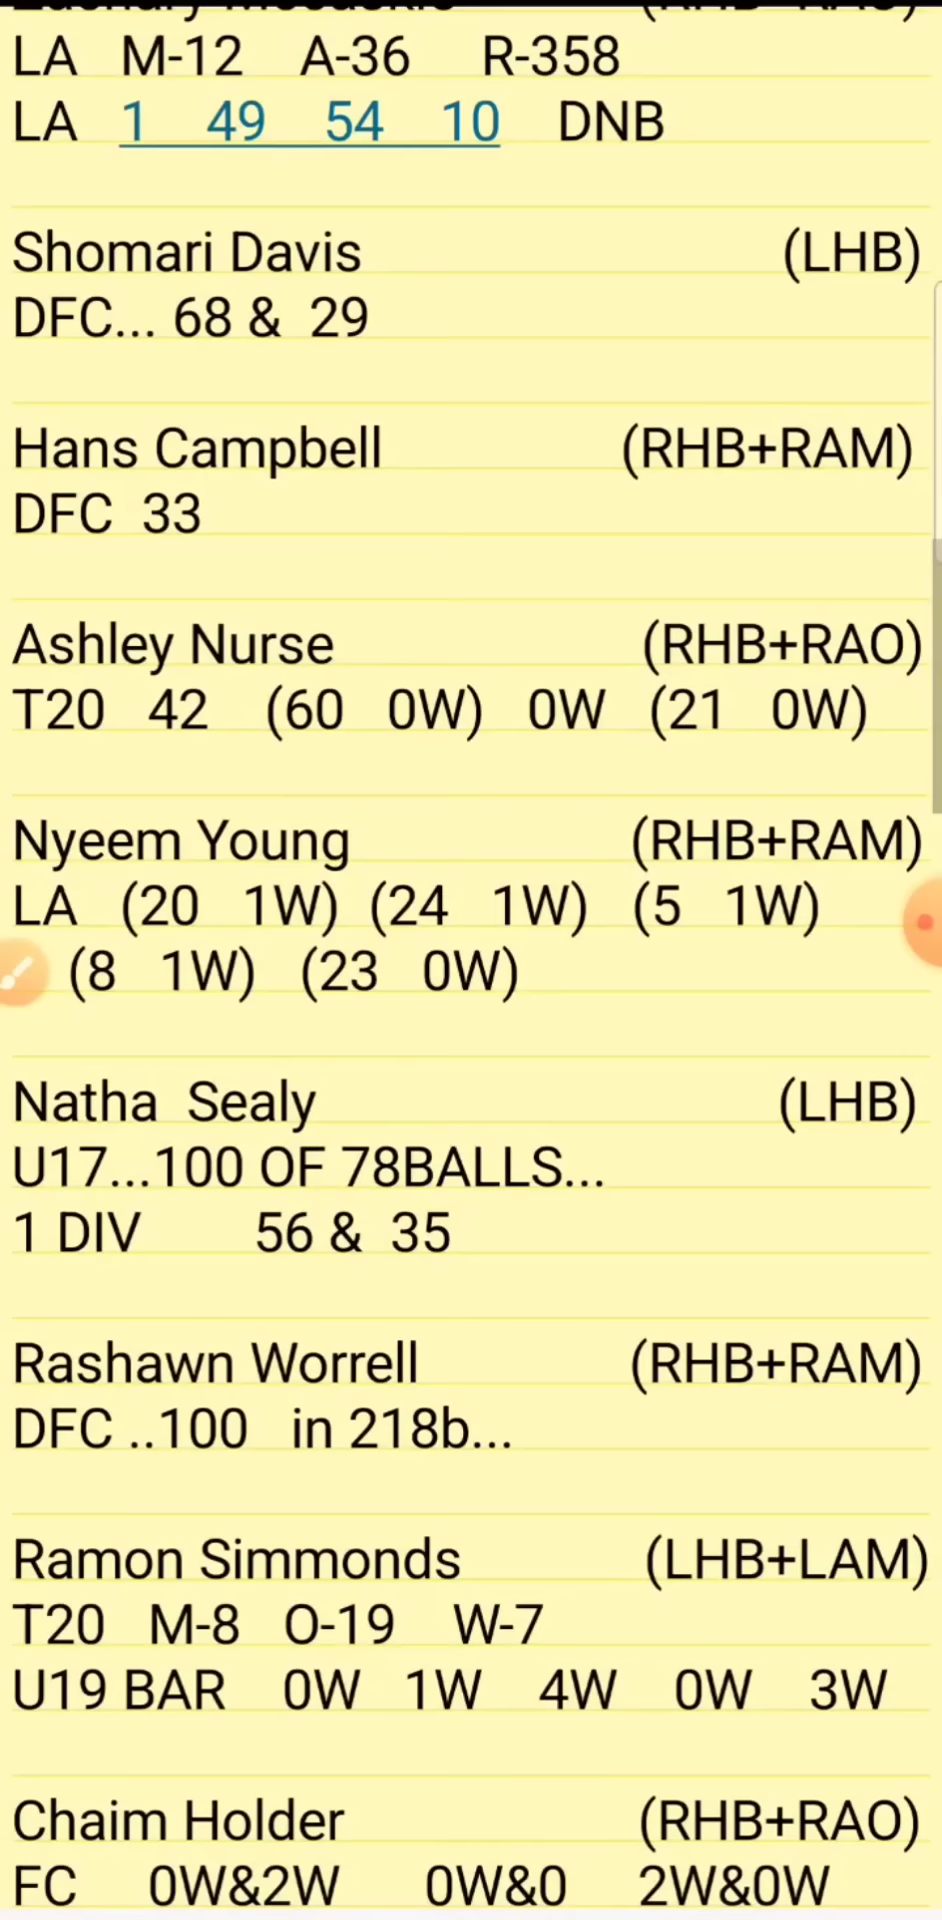 LA M-12 A-36 R-358
LA 1 49 54 10 DNB
Shomari Davis (LHB)
DFC... 68 & 29
Hans Campbell (RHB+RAM)
DFC 33
Ashley Nurse (RHB+RAO)
T20 42 (60 0W) 0W (21 0W)
Nyeem Young (RHB+RAM)
LA (20 1W) (24 1W) (5 1W)
(8 1W) (23 0W)
Natha Sealy (LHB)
U17...100 OF 78BALLS...
1 DIV 56 & 35
Rashawn Worrell (RHB+RAM)
DFC ..100 in 218b...
Ramon Simmonds (LHB+LAM)
T20 M-8 O-19 W-7
U19 BAR 0W 1W 4W 0W 3W
Chaim Holder (RHB+RAO)
FC 0W&2W 0W&0 2W&0W